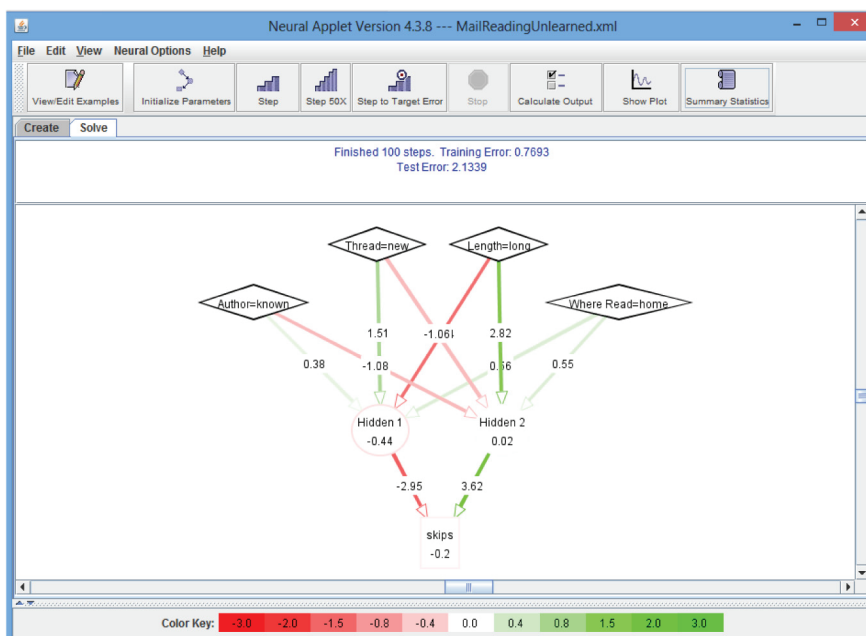 Neural Applet Version 4.3.8 --- MailReadingUnlearned.xml
File Edit View Neural Options Help
View/Edit Examples Initialize Parameters Step Step 50X Step to Target Error Stop Calculate Output Show Plot Summary Statistics
Create Solve
Finished 100 steps. Training Error: 0.7693
Test Error: 2.1339
Thread=new Length=long
Author=known Where Read=home
1.51 2.82
0.38 -1.08 0.55
Hidden 1 Hidden 2
-0.44 0.02
-2.95 3.62
skips
-0.2
Color Key: -3.0 -2.0 -1.5 -0.8 -0.4 0.0 0.4 0.8 1.5 2.0 3.0